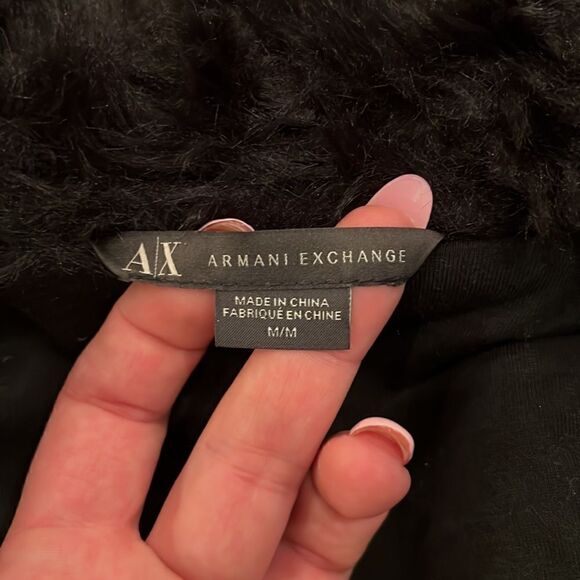 A|X ARMANI EXCHANGE
MADE IN CHINA
FABRIQUÉ EN CHINE
M/M